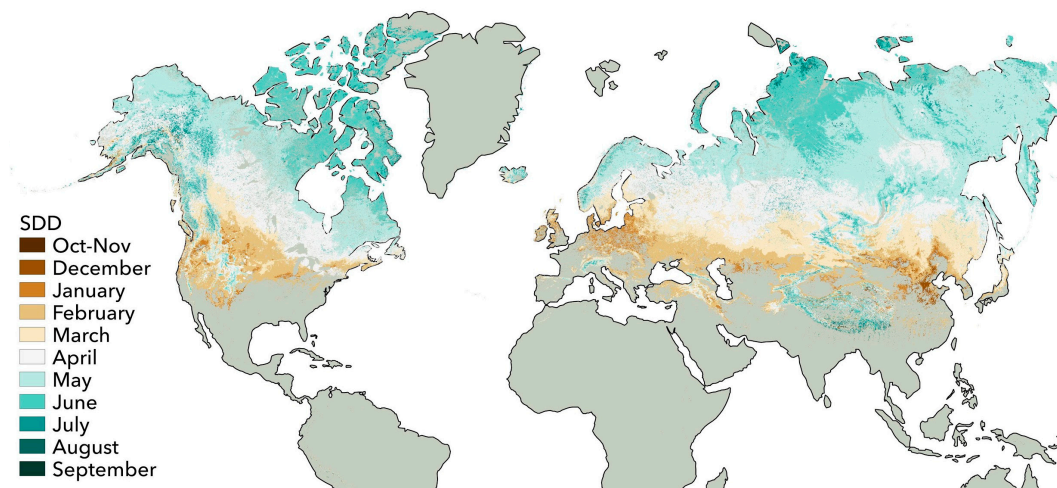 SDD
Oct-Nov
December
January
February
March
April
May
June
July
August
September